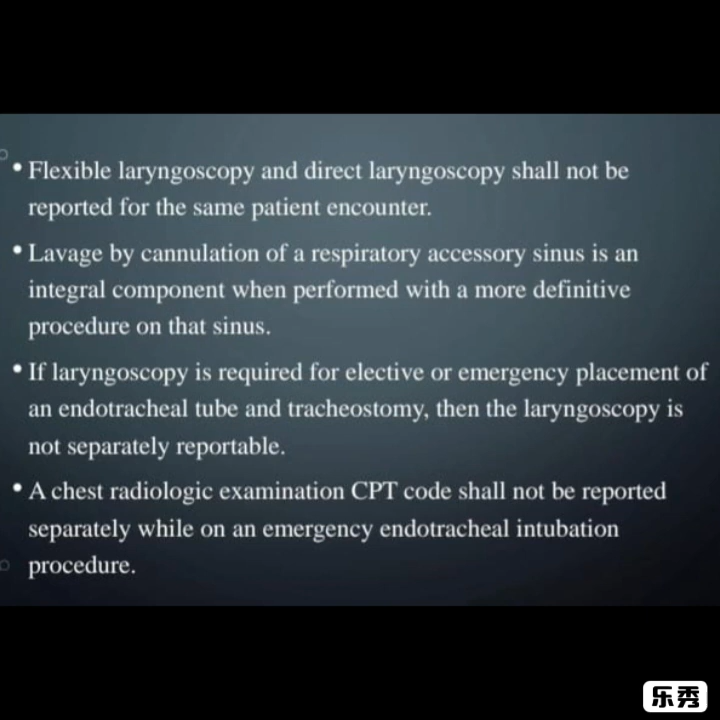 • Flexible laryngoscopy and direct laryngoscopy shall not be
reported for the same patient encounter.
• Lavage by cannulation of a respiratory accessory sinus is an
integral component when performed with a more definitive
procedure on that sinus.
• If laryngoscopy is required for elective or emergency placement of
an endotracheal tube and tracheostomy, then the laryngoscopy is
not separately reportable.
• A chest radiologic examination CPT code shall not be reported
separately while on an emergency endotracheal intubation
procedure.
乐秀